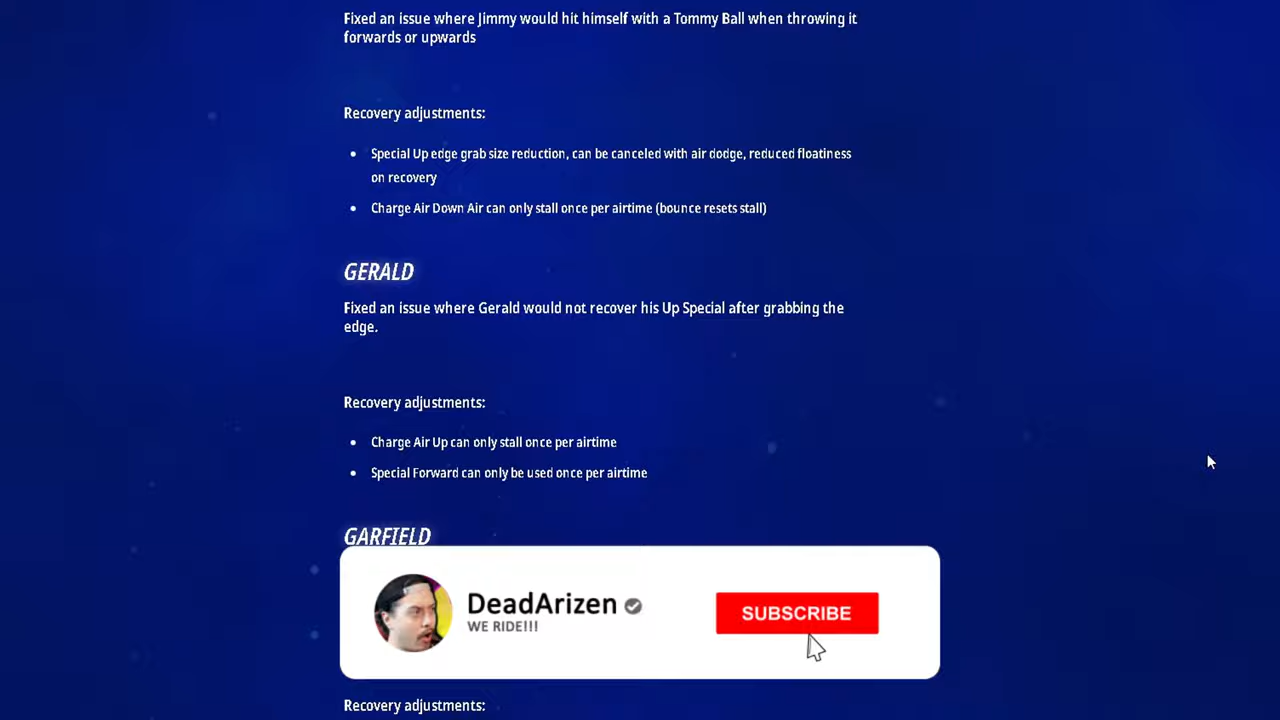 Fixed an issue where Jimmy would hit himself with a Tommy Ball when throwing it
forwards or upwards
Recovery adjustments:
• Special Up edge grab size reduction, can be canceled with air dodge, reduced floatiness
on recovery
• Charge Air Down Air can only stall once per airtime (bounce resets stall)
GERALD
Fixed an issue where Gerald would not recover his Up Special after grabbing the
edge.
Recovery adjustments:
• Charge Air Up can only stall once per airtime
• Special Forward can only be used once per airtime
GARFIELD
DeadArizen
WE RIDE!!!
SUBSCRIBE
Recovery adjustments: